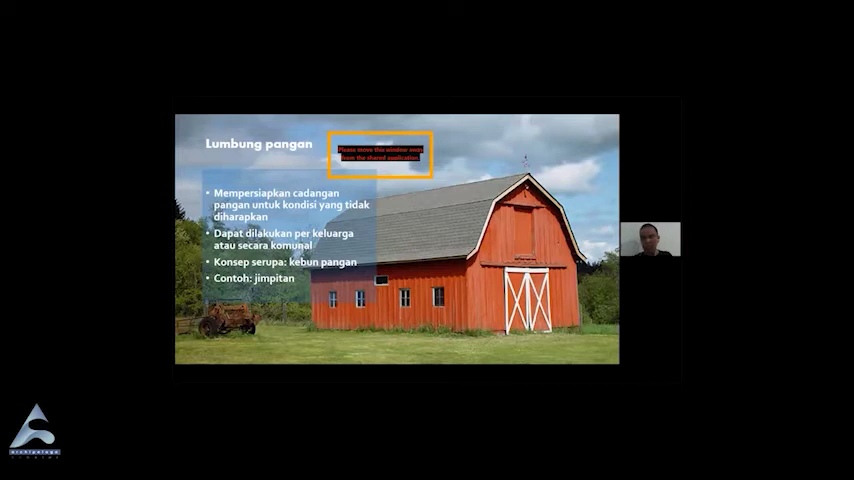 Lumbung pangan
Please move this window away
from the shared application.
• Mempersiapkan cadangan
pangan untuk kondisi yang tidak
diharapkan
• Dapat dilakukan per keluarga
atau secara komunal
• Konsep serupa: kebun pangan
• Contoh: jimpitan
archipelago